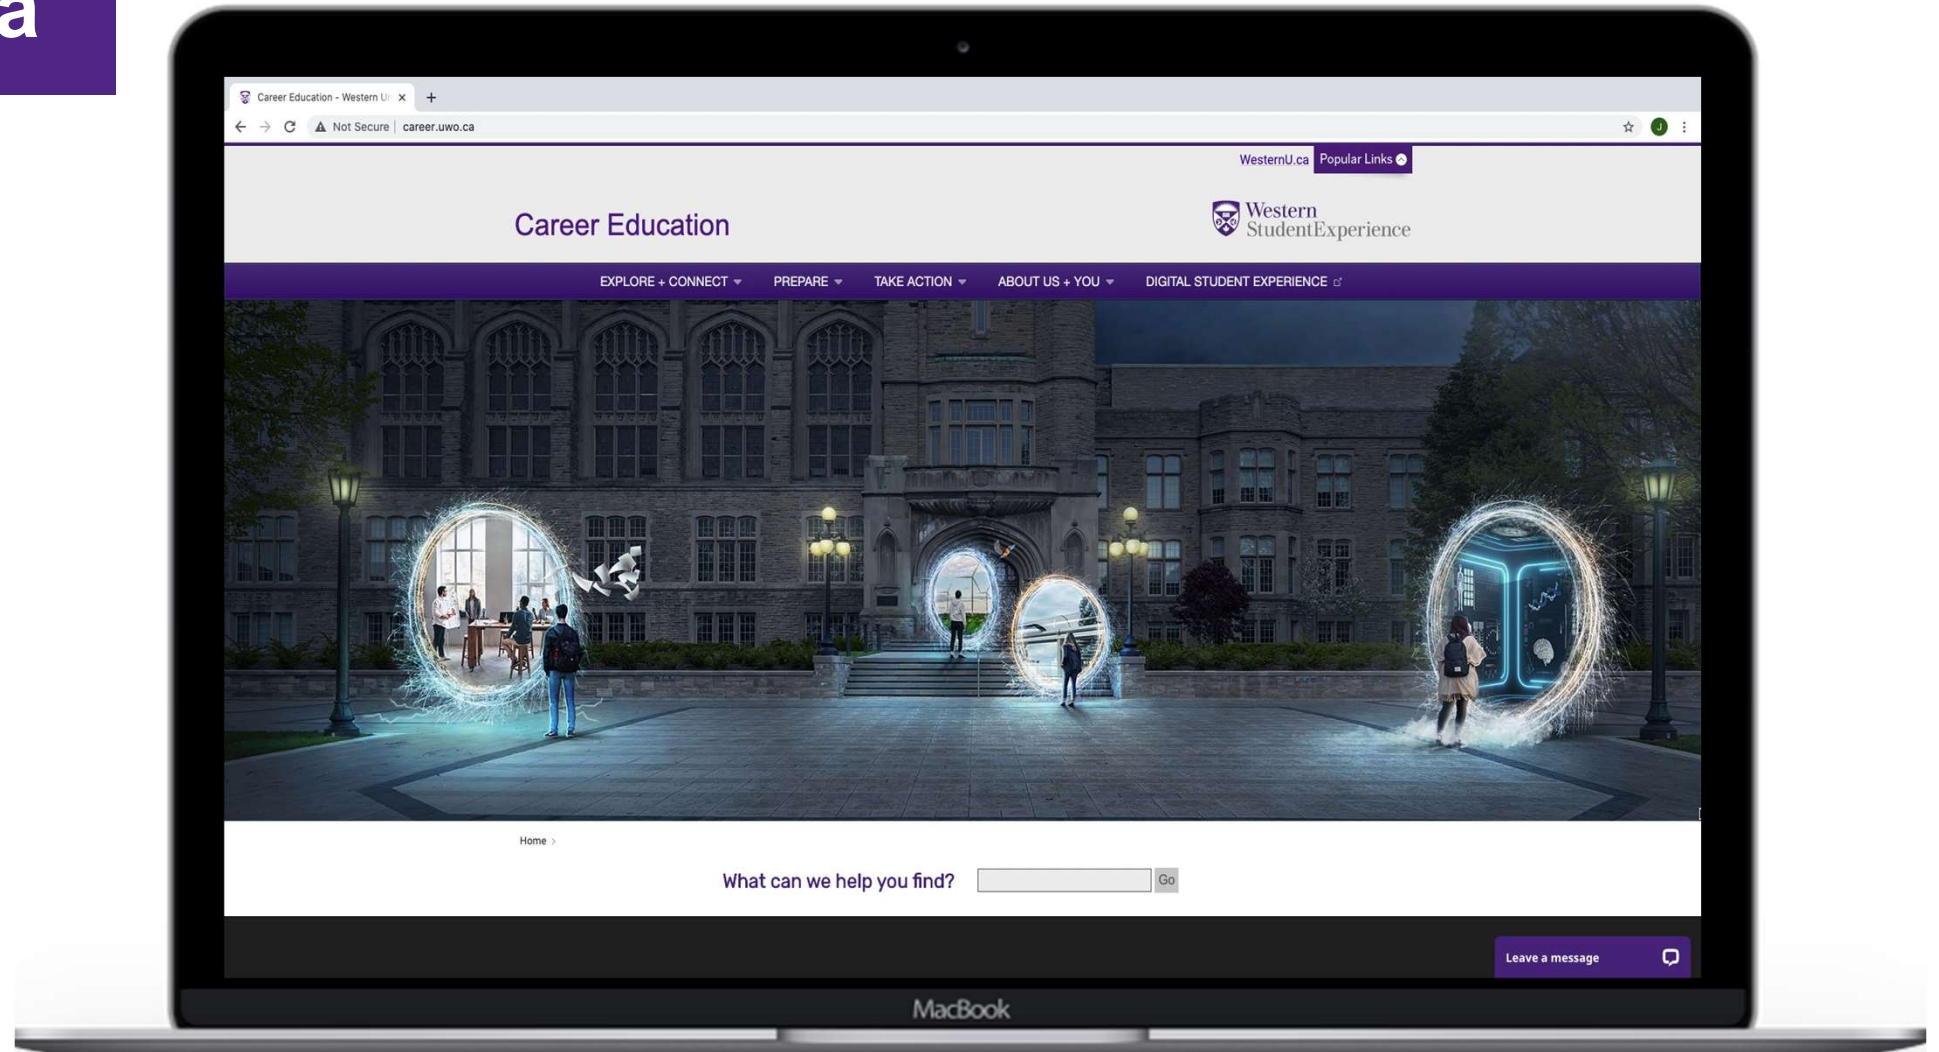 a
Career Education - Western Un
Not Secure career.uwo.ca
J
WesternU.ca Popular Links
Career Education
Western
StudentExperience
EXPLORE + CONNECT PREPARE TAKE ACTION ABOUT US + YOU DIGITAL STUDENT EXPERIENCE
Home >
What can we help you find? Go
Leave a message
MacBook